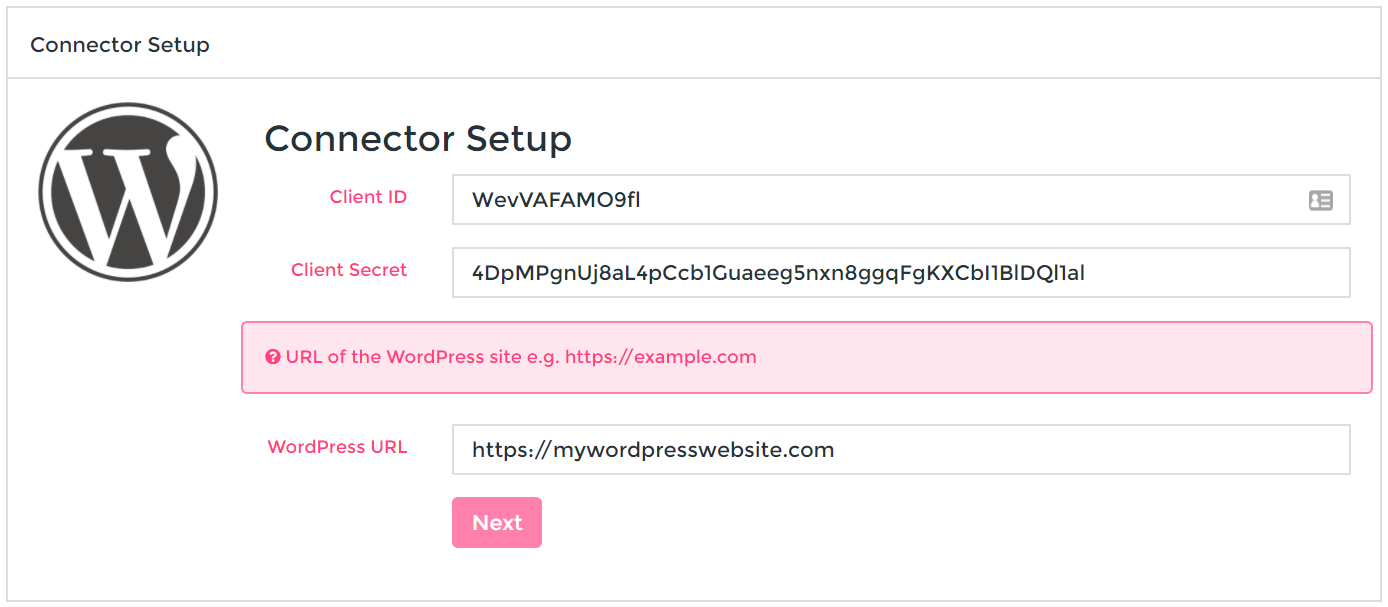 Connector Setup
Connector Setup
Client ID
WevVAFAMO9fl
Client Secret
4DpMPgnUj8aL4pCcb1Guaeeg5nxn8ggqFgKXCbI1BlDQl1al
URL of the WordPress site e.g. https://example.com
WordPress URL
https://mywordpresswebsite.com
Next